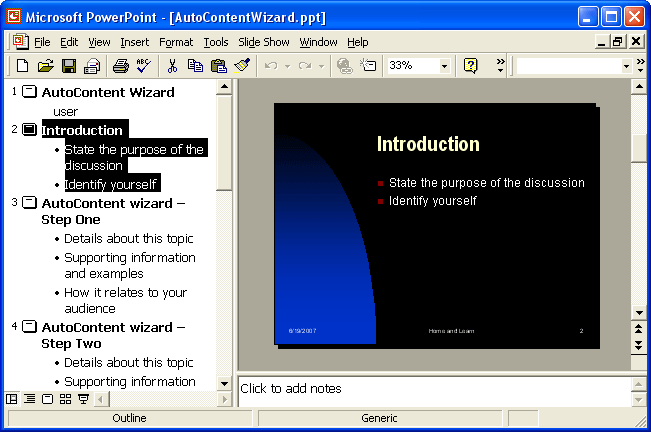 Microsoft PowerPoint - [AutoContentWizard.ppt]
File Edit View Insert Format Tools Slide Show Window Help
ABC 33% ?
1 AutoContent Wizard
user
2 Introduction
• State the purpose of the
discussion
• Identify yourself
3 AutoContent wizard –
Step One
• Details about this topic
• Supporting information
and examples
• How it relates to your
audience
4 AutoContent wizard –
Step Two
• Details about this topic
• Supporting information
Introduction
State the purpose of the discussion
Identify yourself
6/19/2007 Home and Learn 2
Click to add notes
Outline Generic